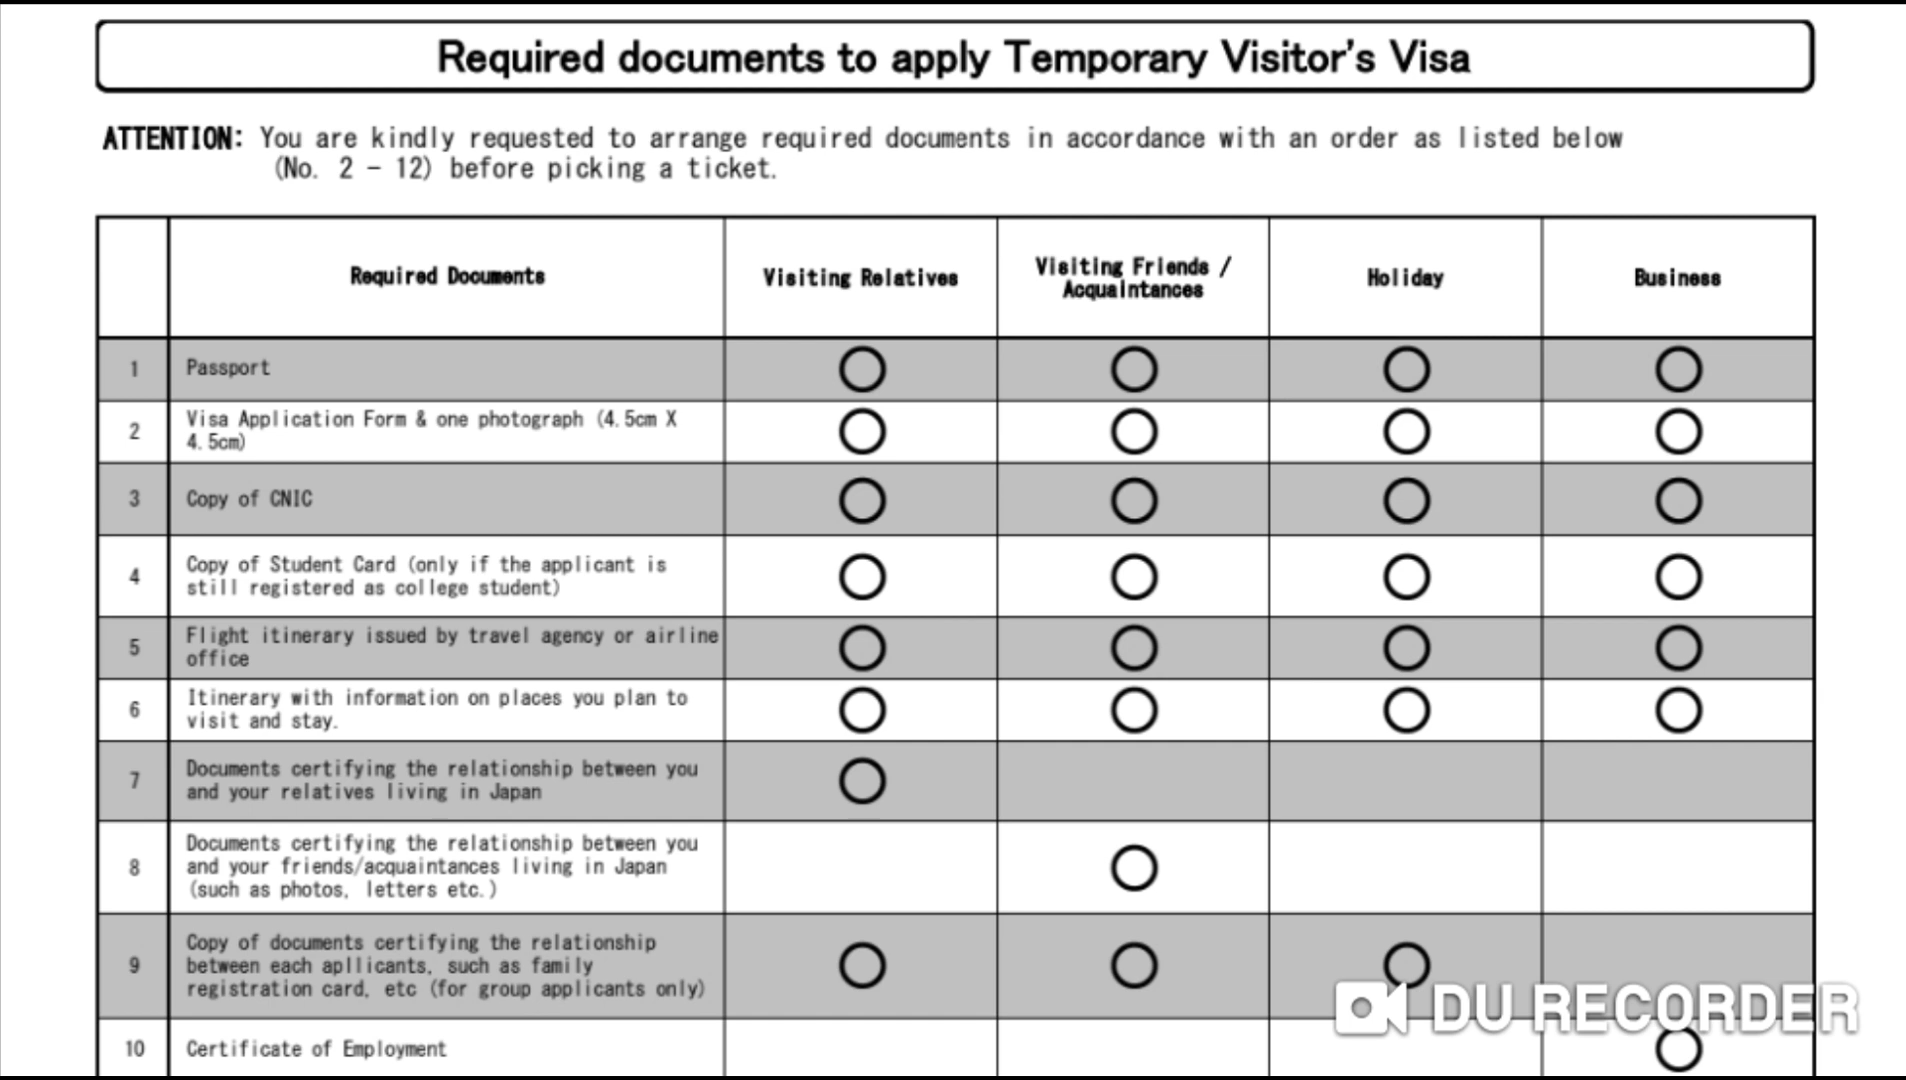 Required documents to apply Temporary Visitor's Visa
ATTENTION: You are kindly requested to arrange required documents in accordance with an order as listed below
(No. 2 - 12) before picking a ticket.
Required Documents
Visiting Relatives
Visiting Friends /
Acquaintances
Holiday
Business
1
Passport
2
Visa Application Form & one photograph (4.5cm X
4.5cm)
3
Copy of CNIC
4
Copy of Student Card (only if the applicant is
still registered as college student)
5
Flight itinerary issued by travel agency or airline
office
6
Itinerary with information on places you plan to
visit and stay.
7
Documents certifying the relationship between you
and your relatives living in Japan
8
Documents certifying the relationship between you
and your friends/acquaintances living in Japan
(such as photos, letters etc.)
9
Copy of documents certifying the relationship
between each apllicants, such as family
registration card, etc (for group applicants only)
10
Certificate of Employment
DU RECORDER